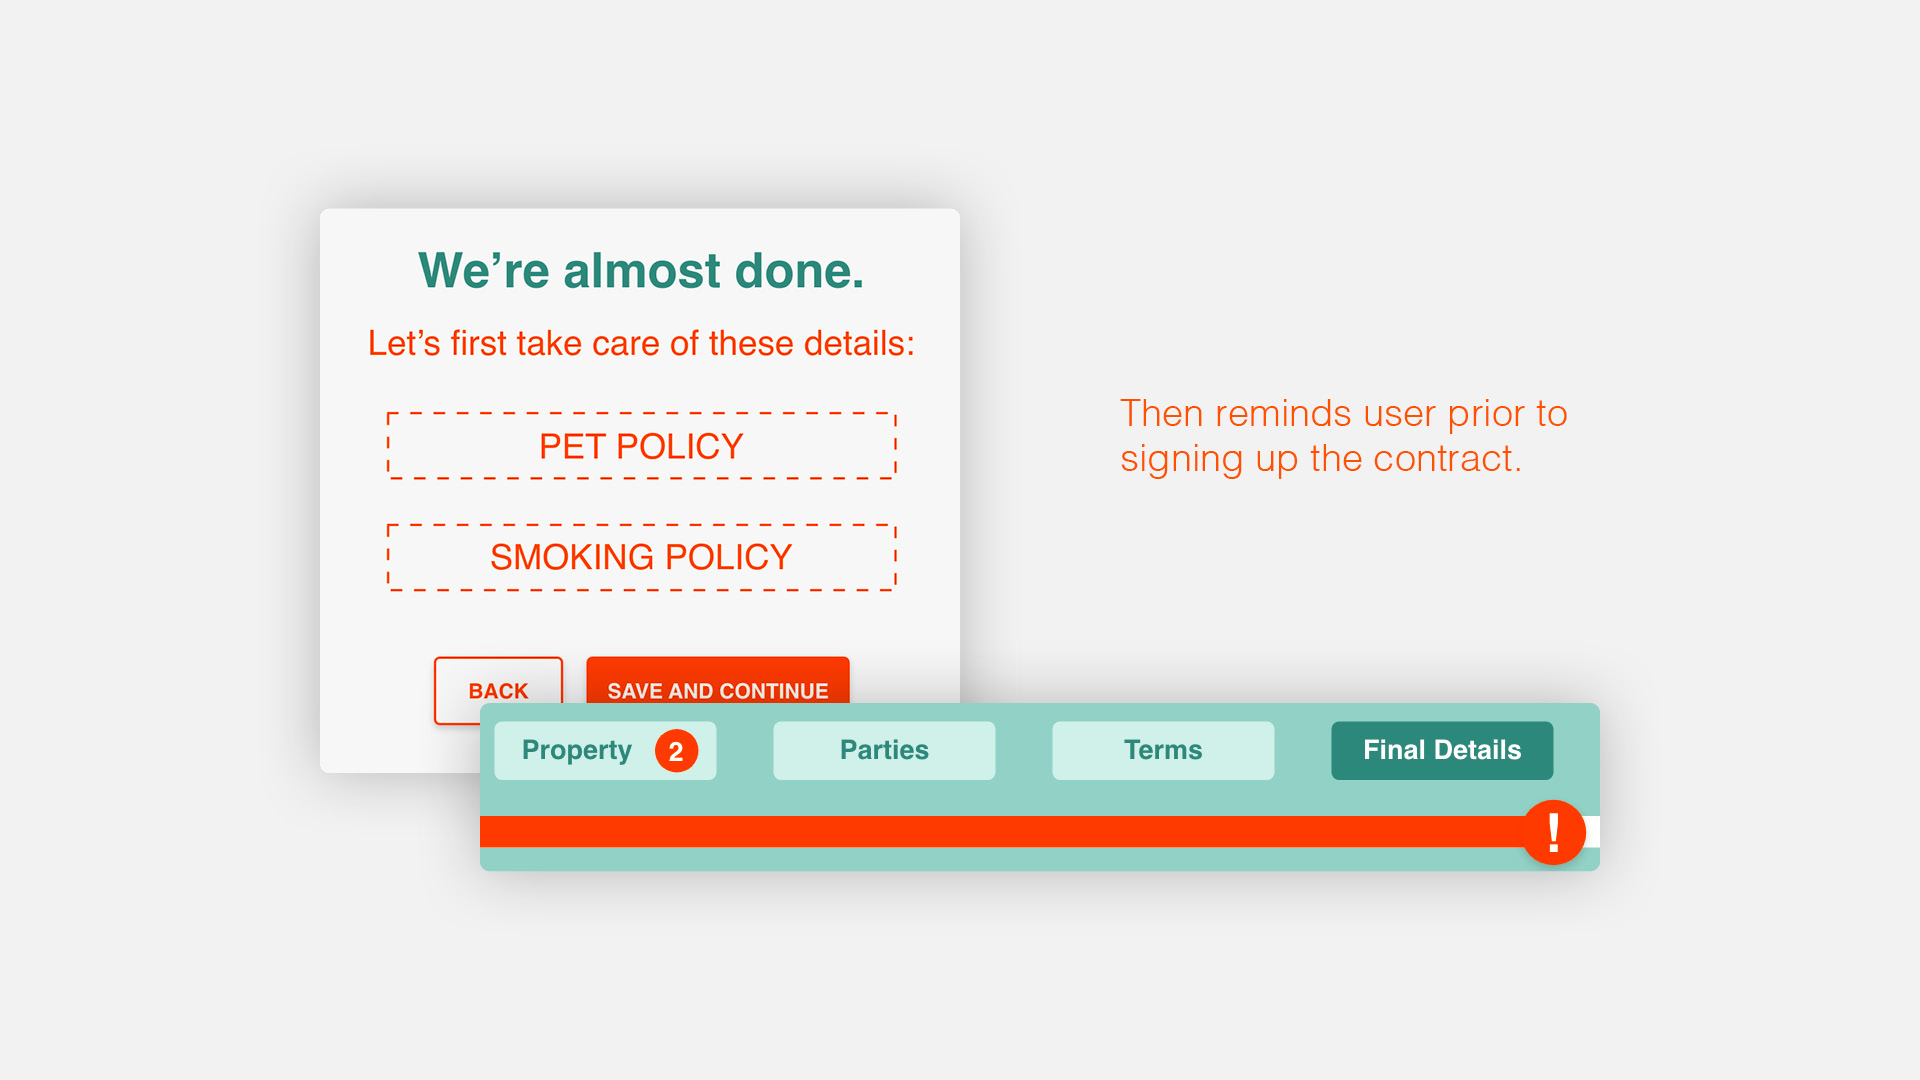 We’re almost done.
Let’s first take care of these details:
PET POLICY
SMOKING POLICY
BACK
SAVE AND CONTINUE
Then reminds user prior to
signing up the contract.
Property 2
Parties
Terms
Final Details
!